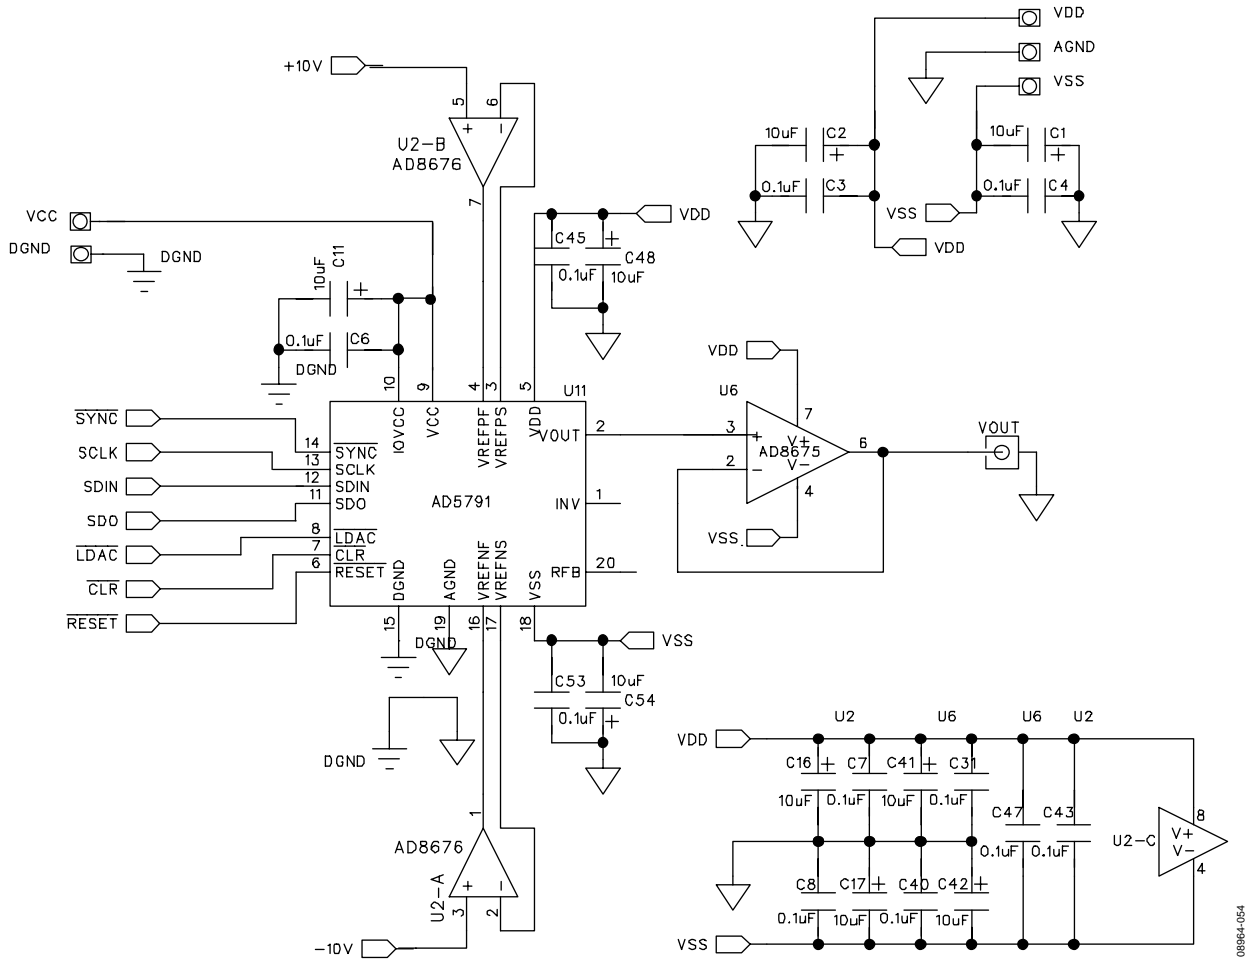 VDD
AGND
VSS
+10V
5
6
+
−
U2-B
AD8676
7
10uF
C2
+
0.1uF
C3
10uF
C1
+
0.1uF
C4
VSS
VDD
VCC
DGND
DGND
10uF
C11
+
0.1uF
C6
DGND
C45
+
C48
0.1uF
10uF
VDD
10
9
4
3
5
U11
IOVCC
VCC
VREFPF
VREFPS
VDD
SYNC
SCLK
SDIN
SDO
LDAC
CLR
RESET
14
13
12
11
8
7
6
SYNC
SCLK
SDIN
SDO
LDAC
CLR
RESET
AD5791
VOUT
2
INV
1
RFB
20
DGND
AGND
VREFNF
VREFNS
VSS
15
19
16
17
18
DGND
VDD
U6
7
3
+
V+
AD8675
2
−
V−
4
6
VSS.
VOUT
VSS
C53
10uF
0.1uF
C54
+
DGND
1
AD8676
U2-A
+
−
3
2
-10V
U2
U6
U6
U2
VDD
C16
+
C7
C41
+
C31
10uF
0.1uF
10uF
0.1uF
C47
C43
0.1uF
0.1uF
C8
C17
+
C40
C42
+
0.1uF
10uF
0.1uF
10uF
VSS
U2-C
8
V+
V−
4
08964-054